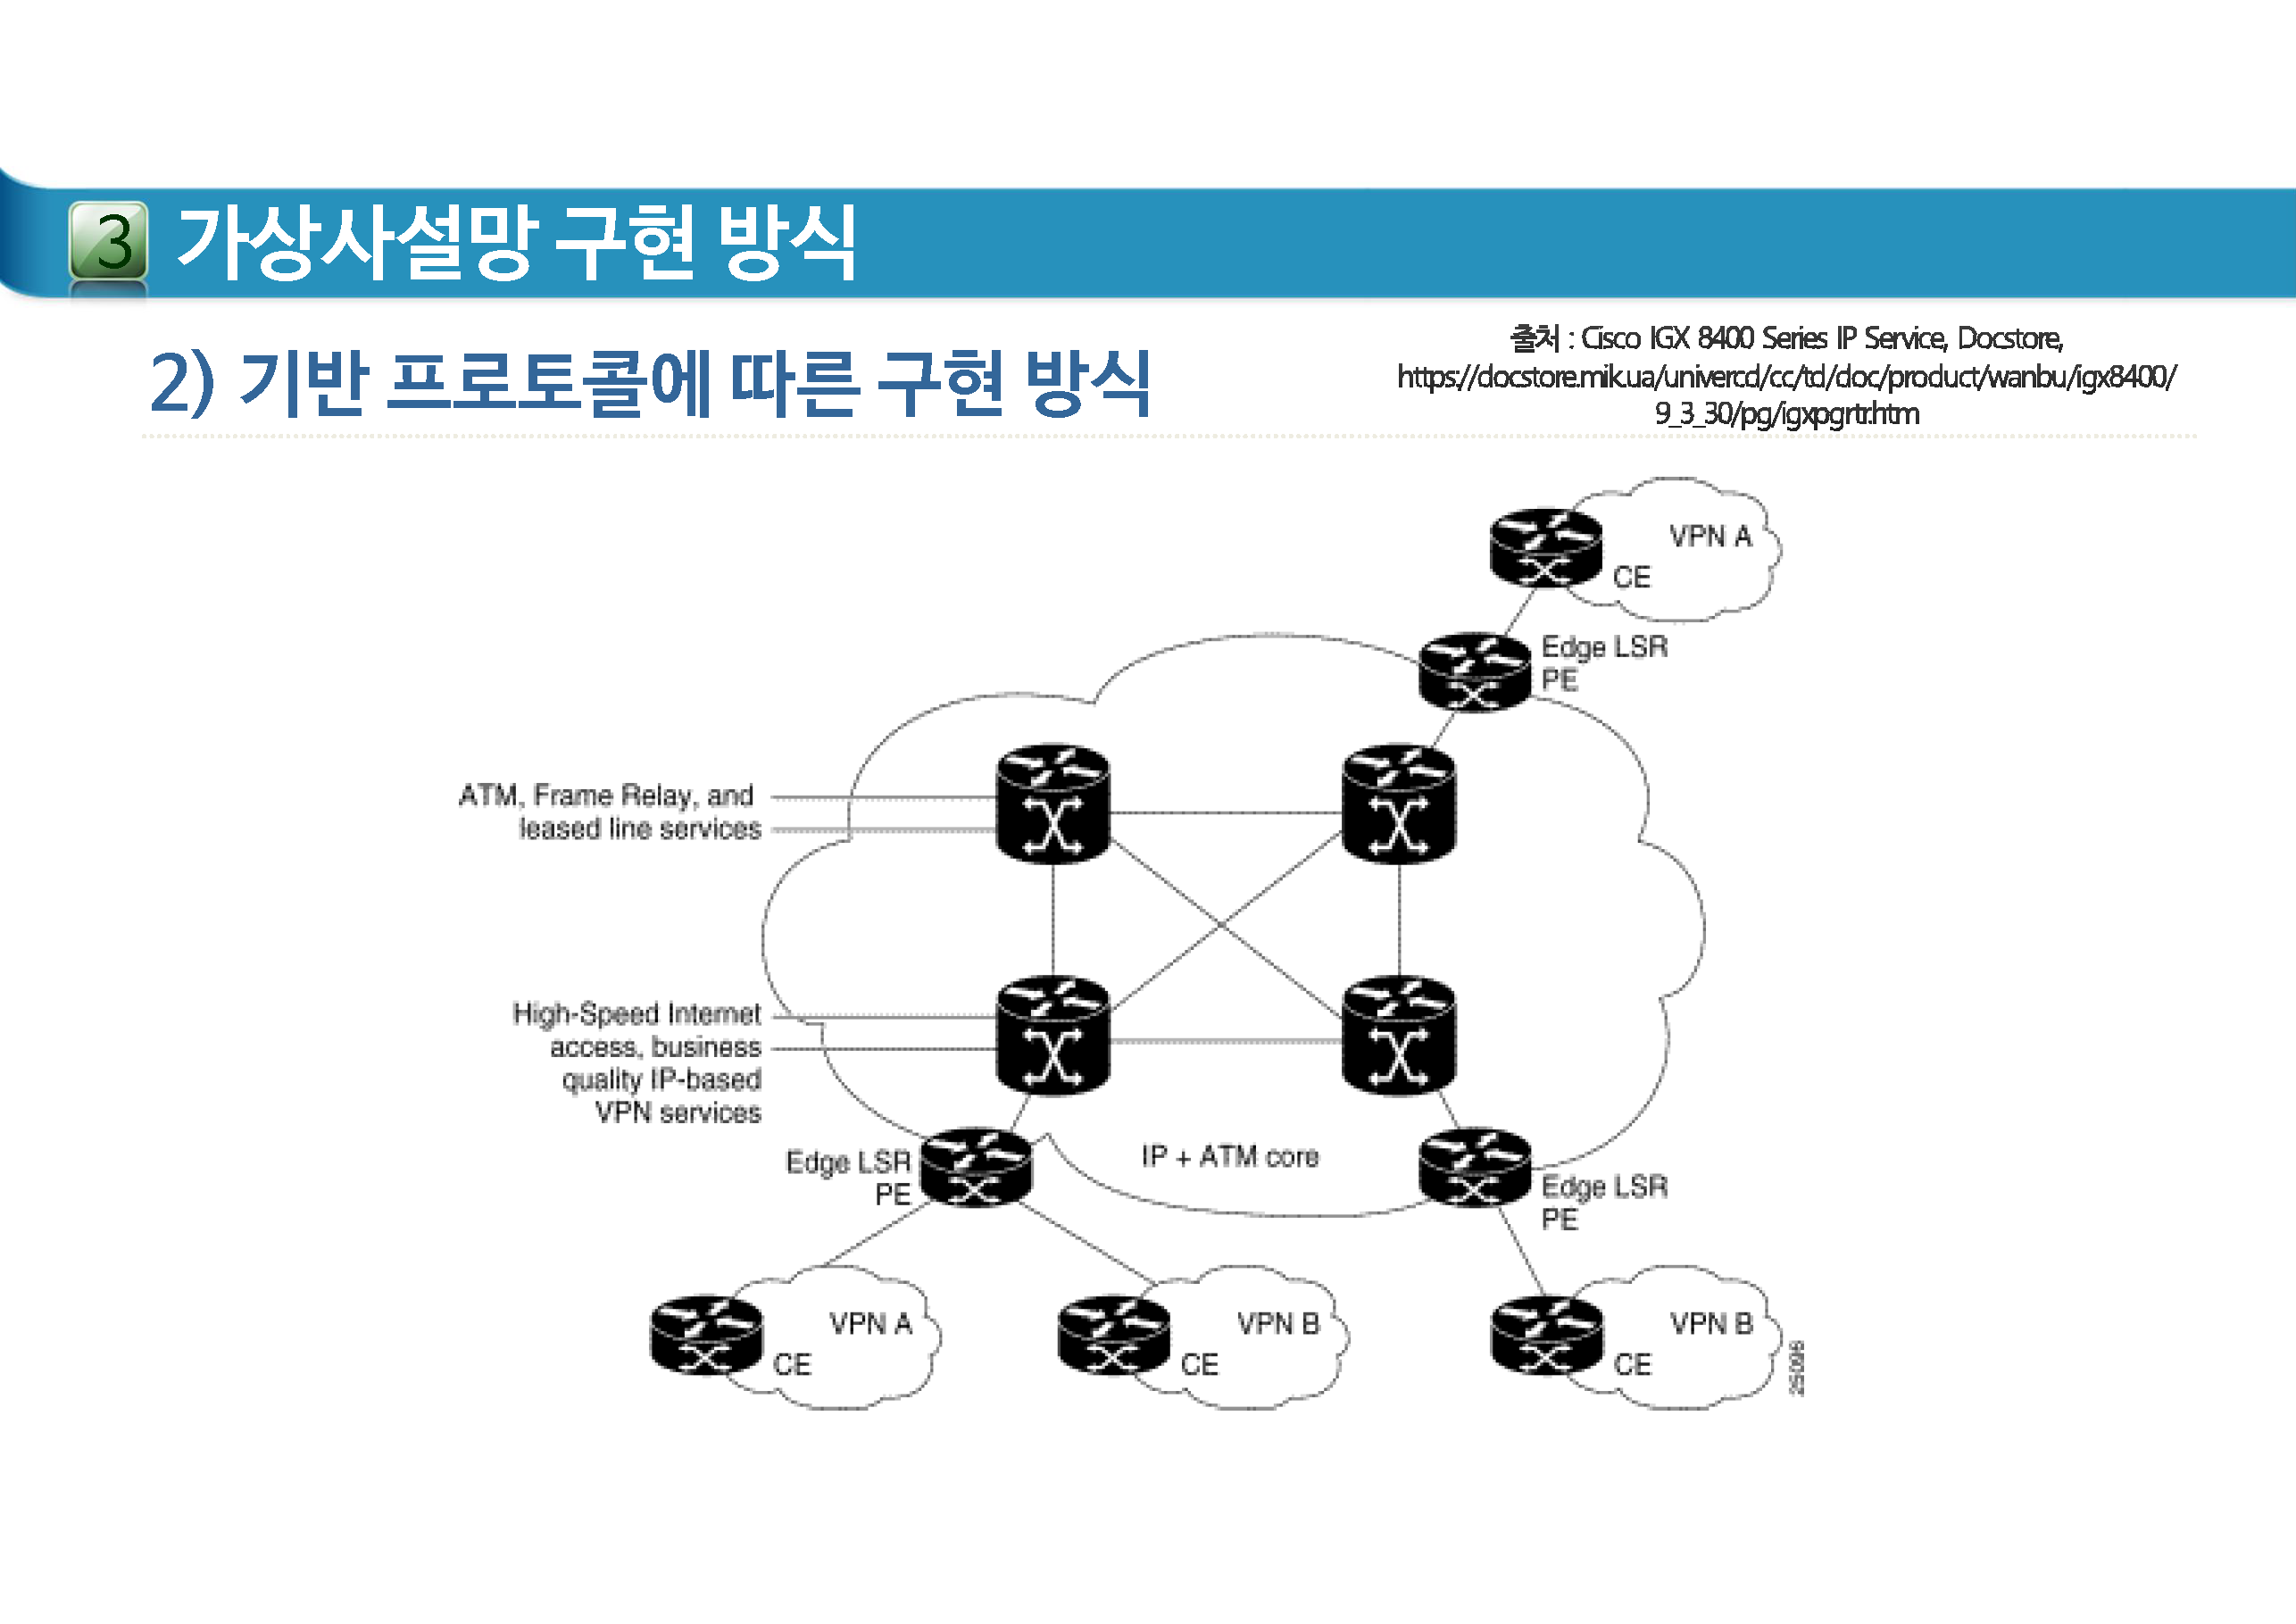 3 가상사설망 구현 방식
2) 기반 프로토콜에 따른 구현 방식
출처 : Cisco IGX 8400 Series IP Service, Docstore,
https://docstore.mik.ua/univercd/cc/td/doc/product/wanbu/igx8400/
9_3_30/pg/igxpgrtr.htm
VPN A
CE
Edge LSR
PE
ATM, Frame Relay, and
leased line services
High-Speed Internet
access, business
quality IP-based
VPN services
Edge LSR
PE
IP + ATM core
Edge LSR
PE
VPN A
CE
VPN B
CE
VPN B
CE
25096